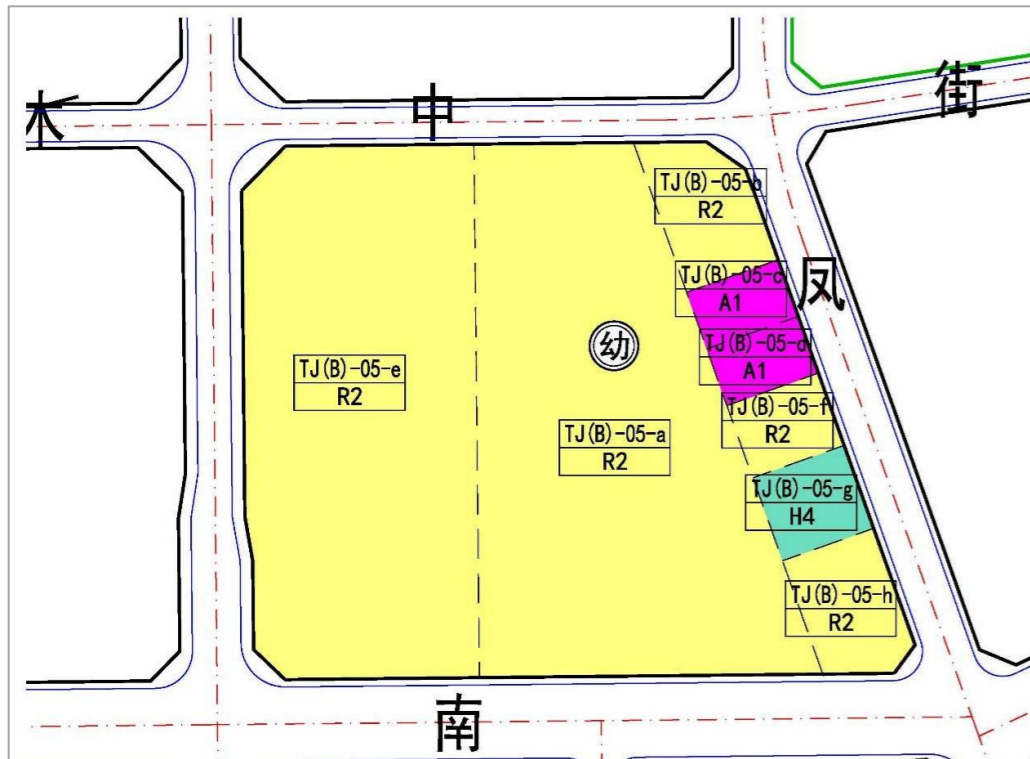 中
街
TJ(B)-05-b
R2
TJ(B)-05-c
A1
凤
TJ(B)-05-d
A1
幼
TJ(B)-05-e
R2
TJ(B)-05-f
R2
TJ(B)-05-a
R2
TJ(B)-05-g
H4
TJ(B)-05-h
R2
南